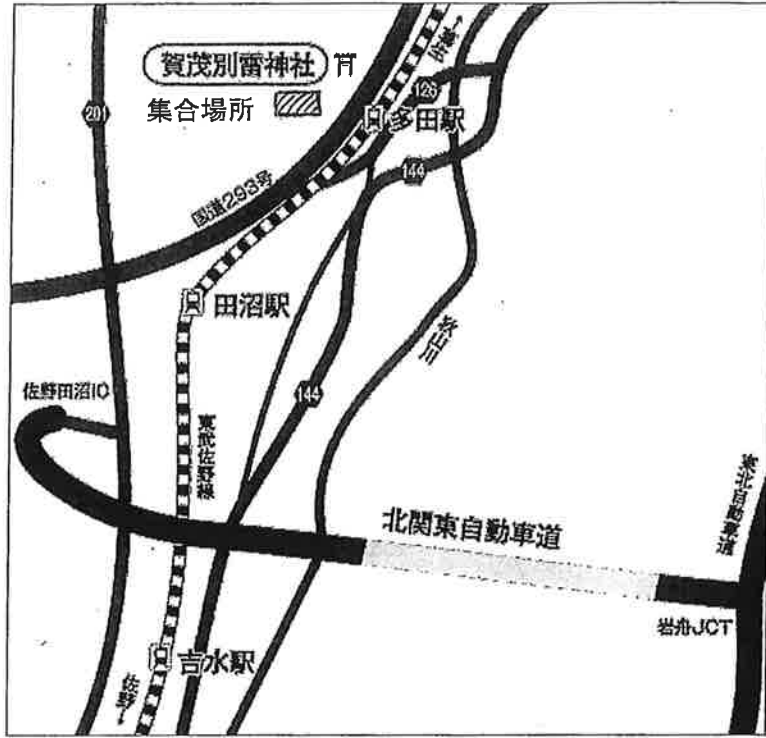 賀茂別雷神社
集合場所
201
126
多田駅
144
国道293号
田沼駅
秋山川
佐野田沼IC
144
東武佐野線
東北自動車道
北関東自動車道
岩舟JCT
吉水駅
佐野